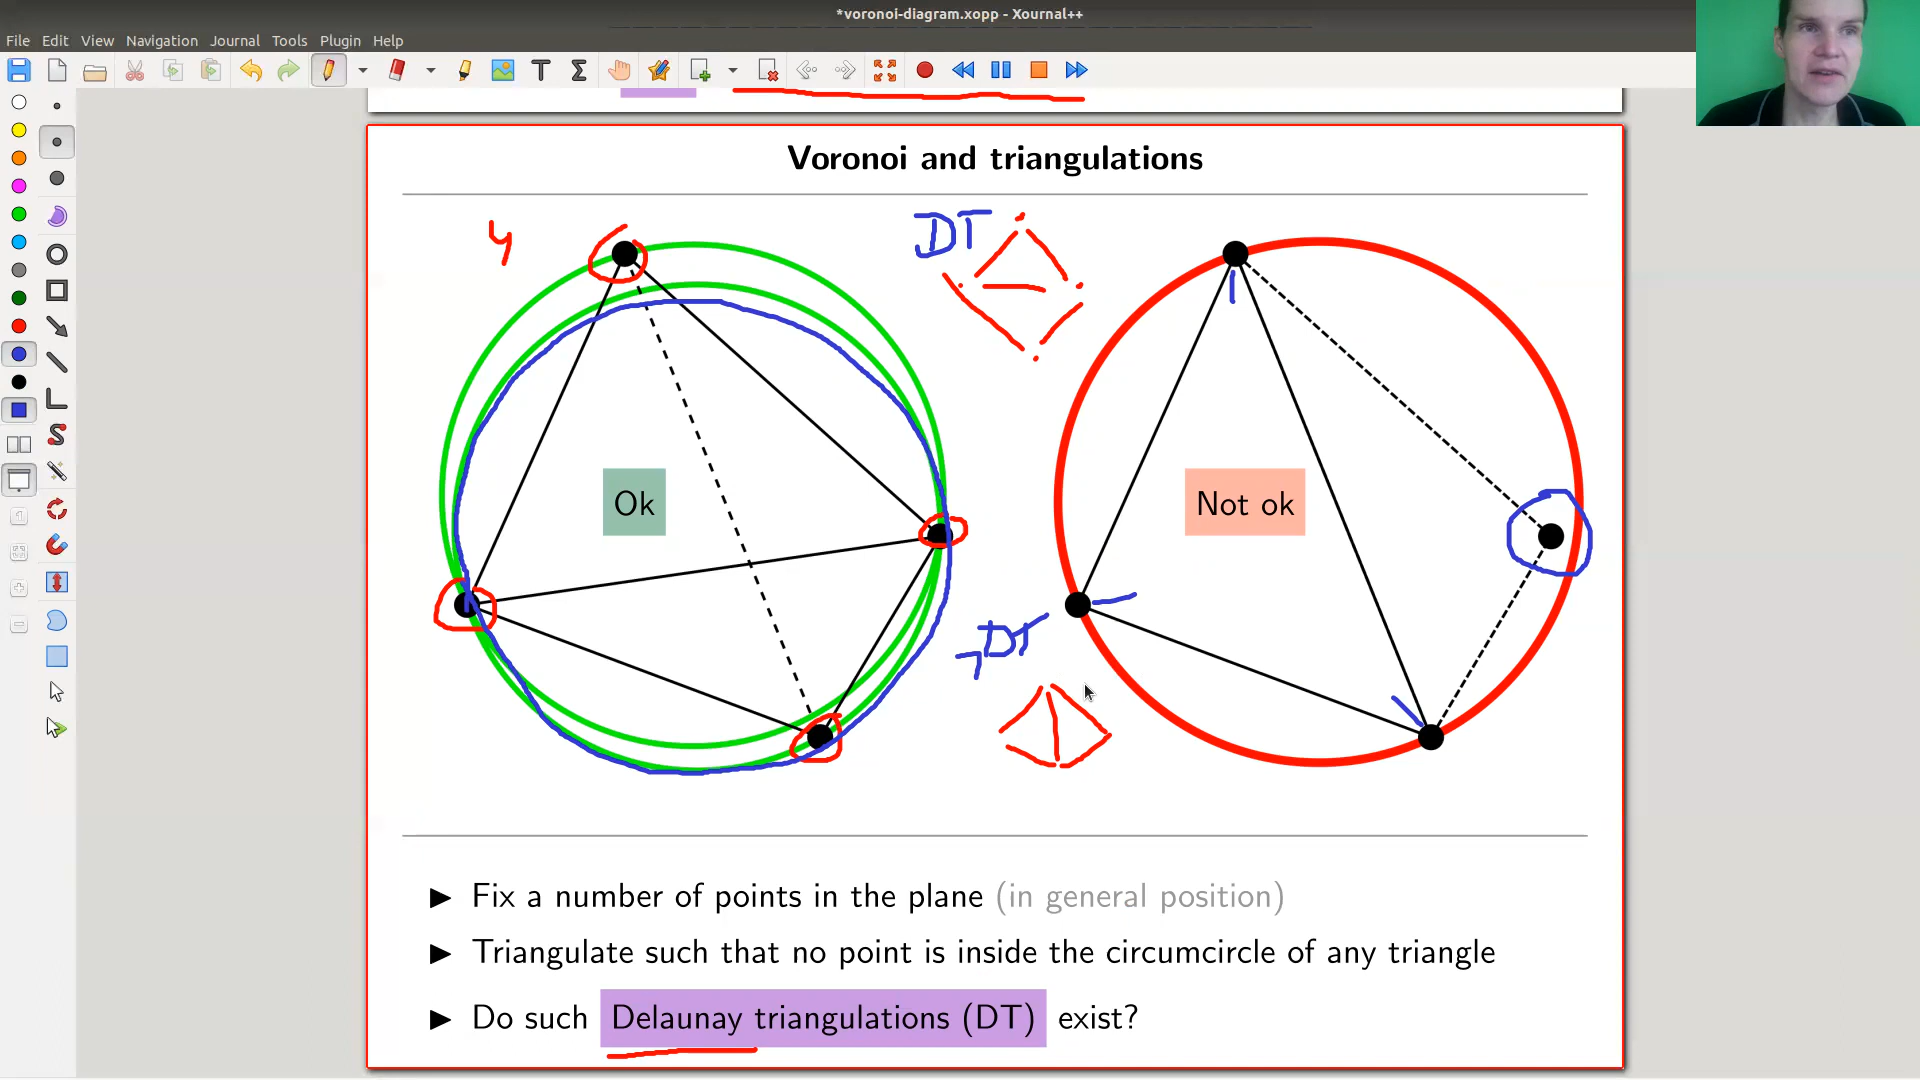 *voronoi-diagram.xopp - Xournal++
File Edit View Navigation Journal Tools Plugin Help
Voronoi and triangulations
4
DT
Ok
Not ok
¬DT
▶ Fix a number of points in the plane (in general position)
▶ Triangulate such that no point is inside the circumcircle of any triangle
▶ Do such Delaunay triangulations (DT) exist?